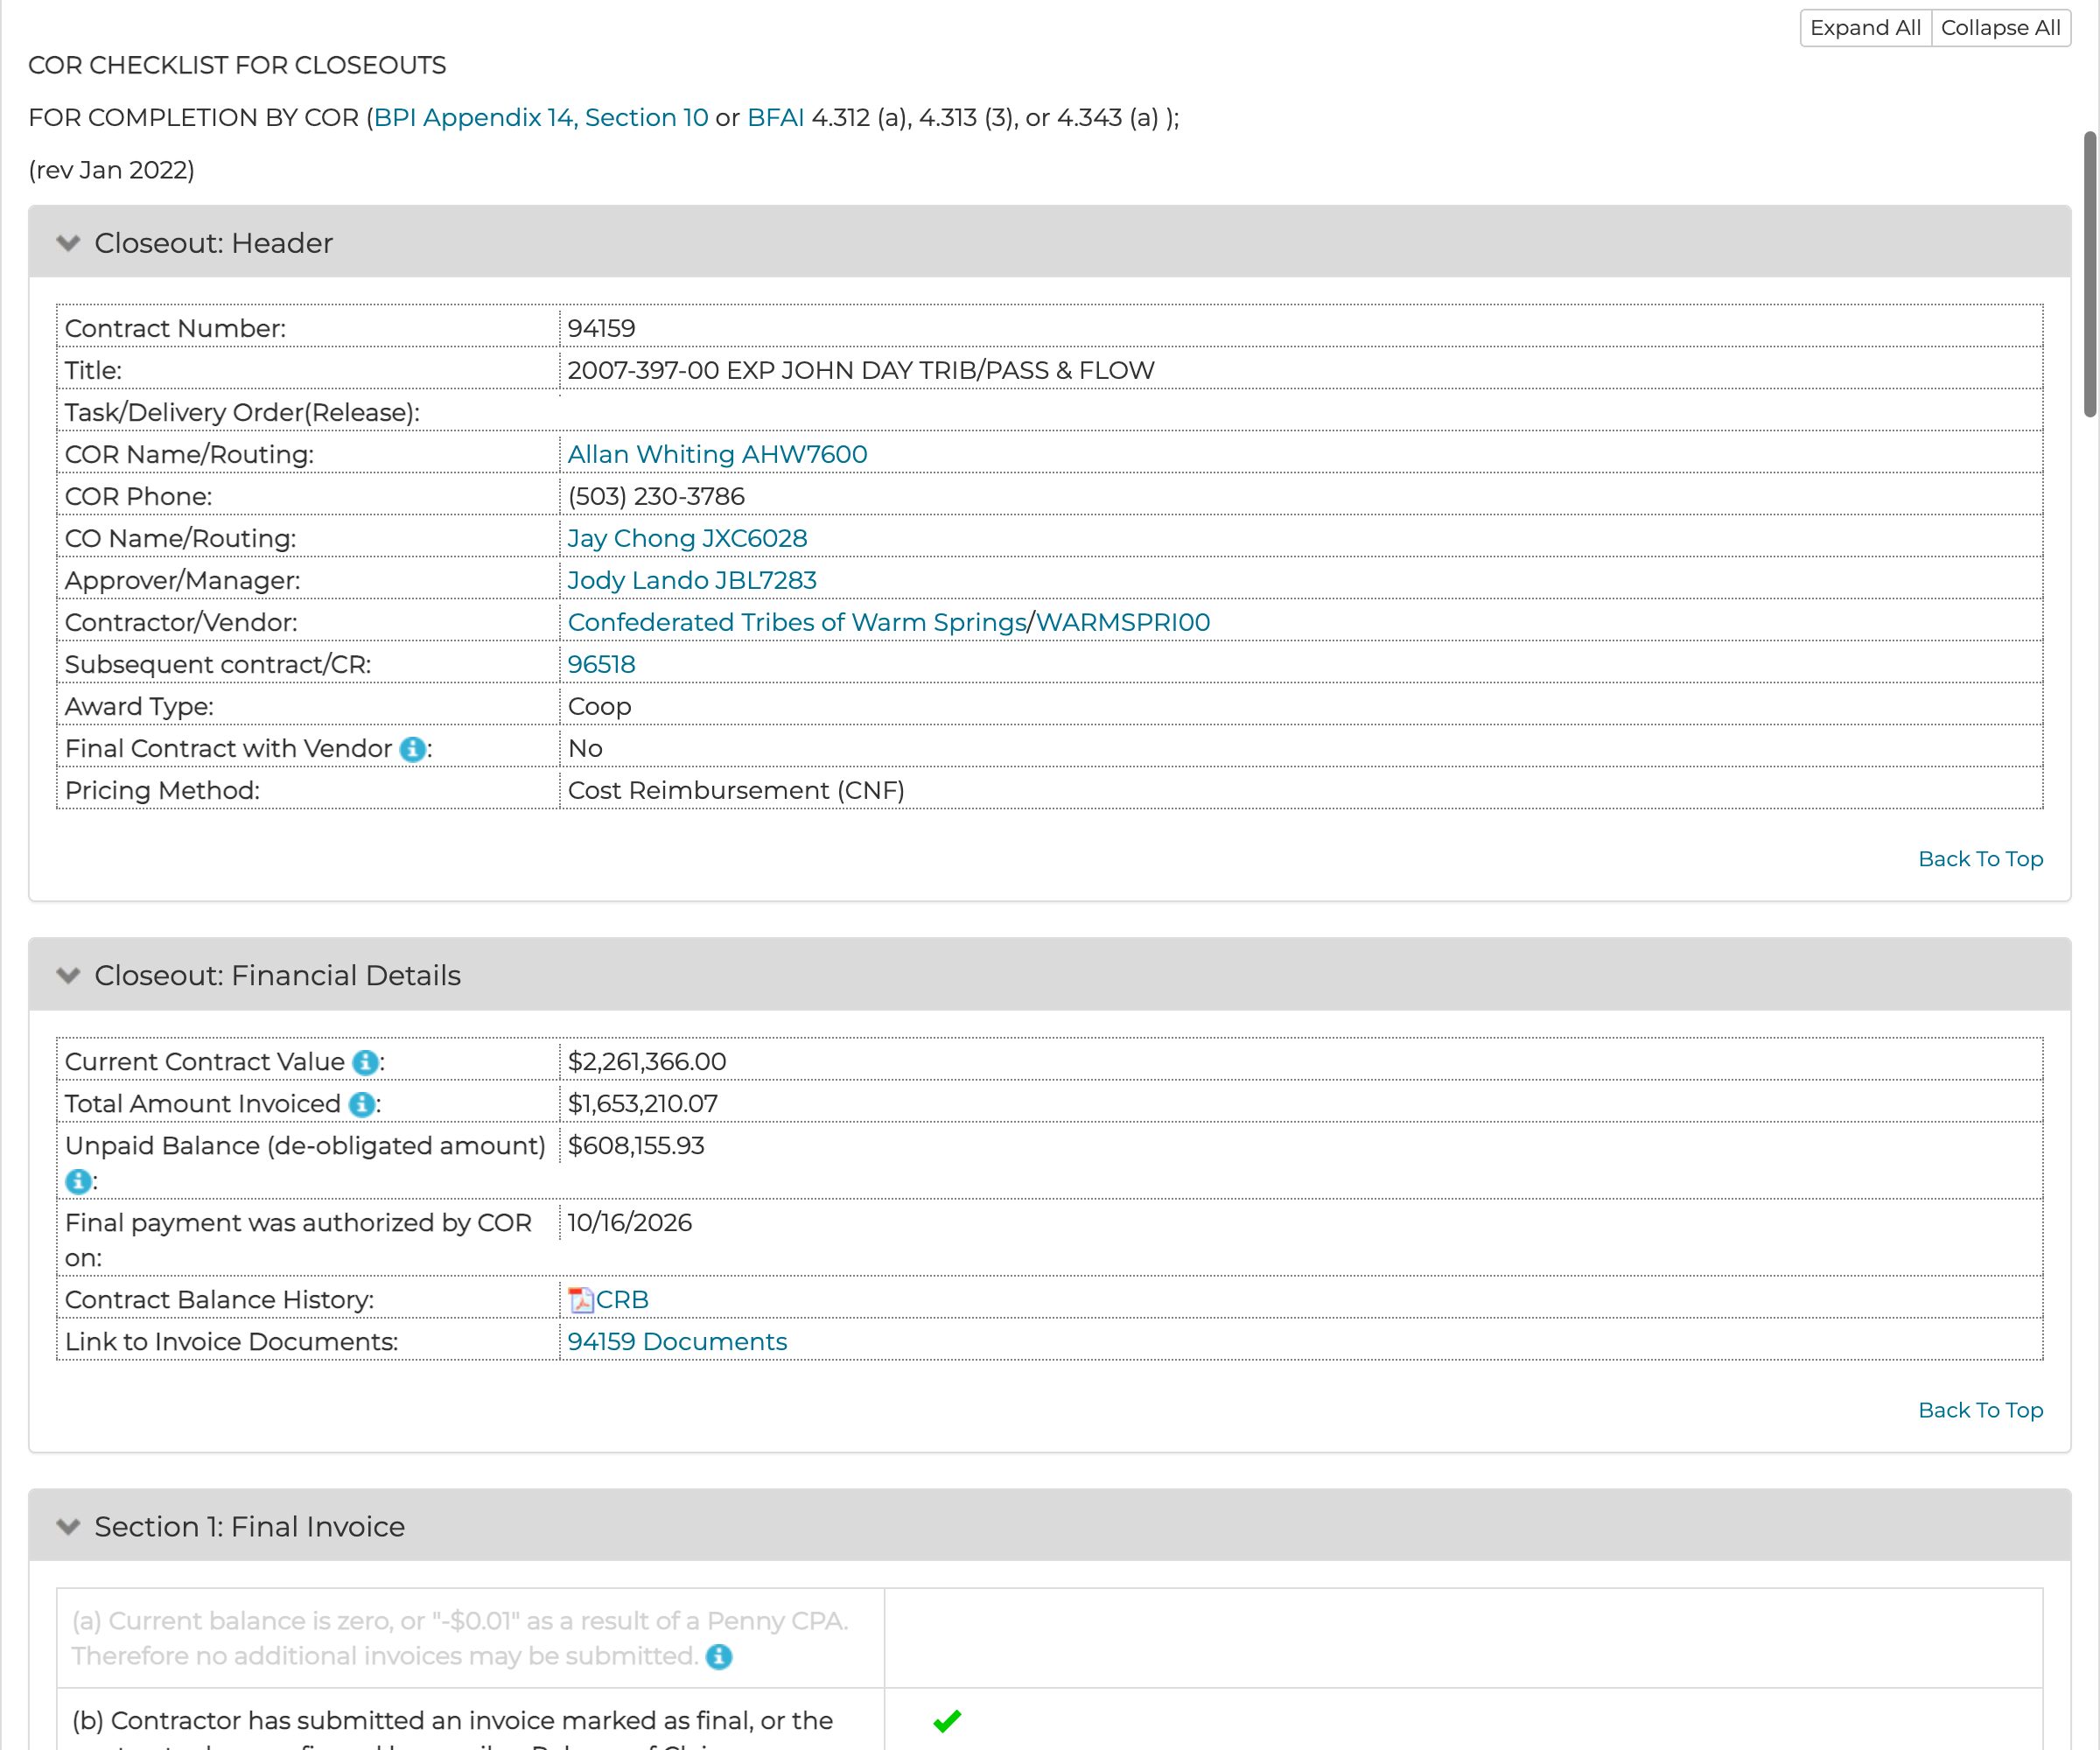 Expand All Collapse All
COR CHECKLIST FOR CLOSEOUTS
FOR COMPLETION BY COR (BPI Appendix 14, Section 10 or BFAI 4.312 (a), 4.313 (3), or 4.343 (a) );
(rev Jan 2022)
Closeout: Header
Contract Number: 94159
Title: 2007-397-00 EXP JOHN DAY TRIB/PASS & FLOW
Task/Delivery Order(Release):
COR Name/Routing: Allan Whiting AHW7600
COR Phone: (503) 230-3786
CO Name/Routing: Jay Chong JXC6028
Approver/Manager: Jody Lando JBL7283
Contractor/Vendor: Confederated Tribes of Warm Springs/WARMSPRI00
Subsequent contract/CR: 96518
Award Type: Coop
Final Contract with Vendor : No
Pricing Method: Cost Reimbursement (CNF)
Back To Top
Closeout: Financial Details
Current Contract Value : $2,261,366.00
Total Amount Invoiced : $1,653,210.07
Unpaid Balance (de-obligated amount) $608,155.93
:
Final payment was authorized by COR 10/16/2026
on:
Contract Balance History: CRB
Link to Invoice Documents: 94159 Documents
Back To Top
Section 1: Final Invoice
(a) Current balance is zero, or "-$0.01" as a result of a Penny CPA.
Therefore no additional invoices may be submitted.
(b) Contractor has submitted an invoice marked as final, or the